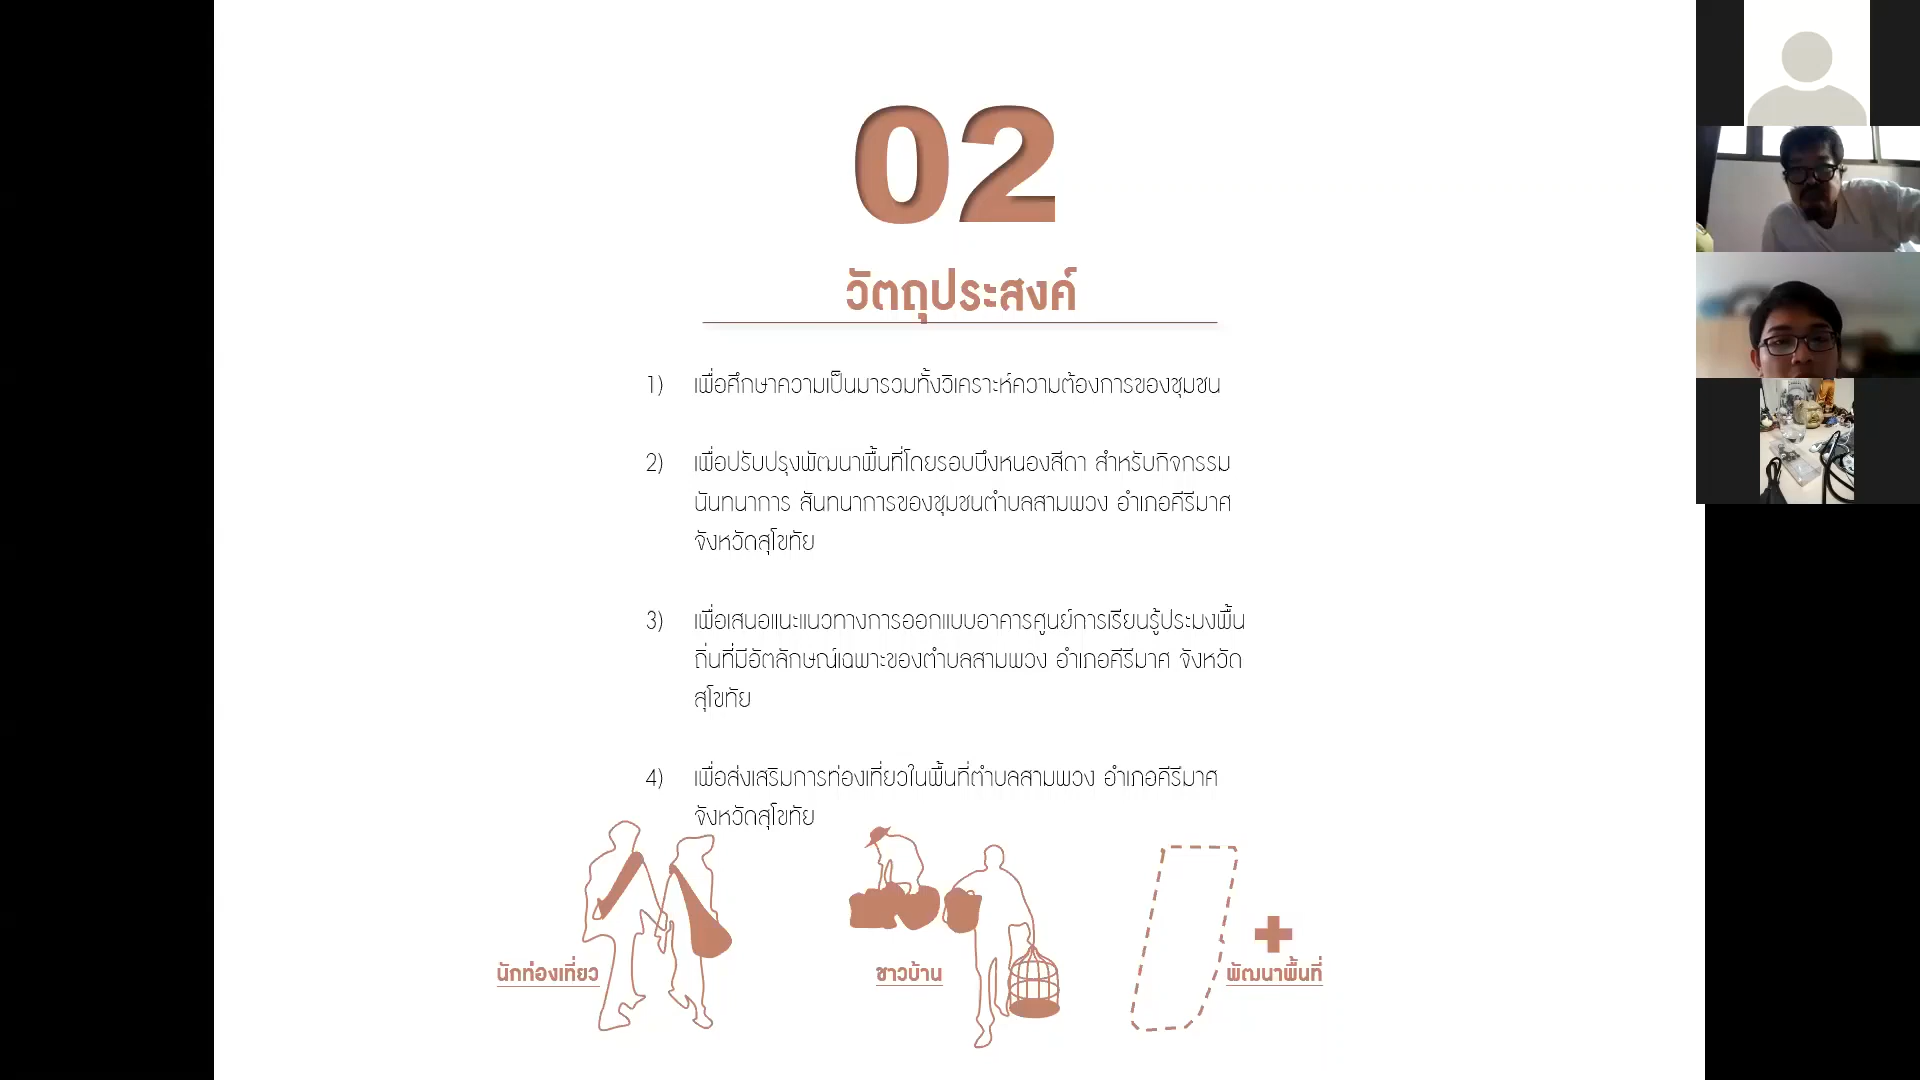 02
วัตถุประสงค์
1) เพื่อศึกษาความเป็นมารวมทั้งวิเคราะห์ความต้องการของชุมชน
2) เพื่อปรับปรุงพัฒนาพื้นที่โดยรอบบึงหนองสีดา สำหรับกิจกรรม
นันทนาการ สันทนาการของชุมชนตำบลสามพวง อำเภอคีรีมาศ
จังหวัดสุโขทัย
3) เพื่อเสนอแนะแนวทางการออกแบบอาคารศูนย์การเรียนรู้ประมงพื้น
ถิ่นที่มีอัตลักษณ์เฉพาะของตำบลสามพวง อำเภอคีรีมาศ จังหวัด
สุโขทัย
4) เพื่อส่งเสริมการท่องเที่ยวในพื้นที่ตำบลสามพวง อำเภอคีรีมาศ
จังหวัดสุโขทัย
นักท่องเที่ยว
ชาวบ้าน
พัฒนาพื้นที่